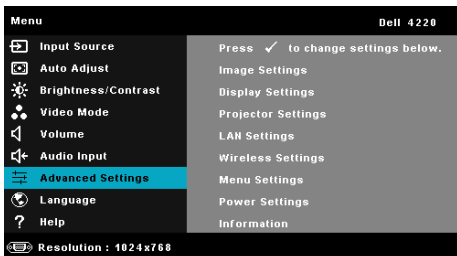 Menu Dell 4220
Input Source Press ✓ to change settings below.
Auto Adjust Image Settings
Brightness/Contrast Display Settings
Video Mode Projector Settings
Volume LAN Settings
Audio Input Wireless Settings
Advanced Settings Menu Settings
Language Power Settings
? Help Information
Resolution : 1024x768